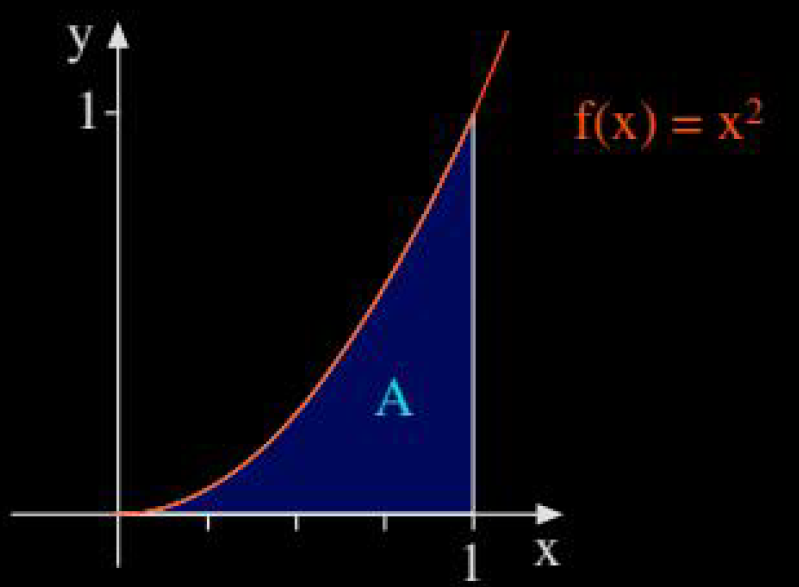 y
1
f(x) = x²
A
1
x